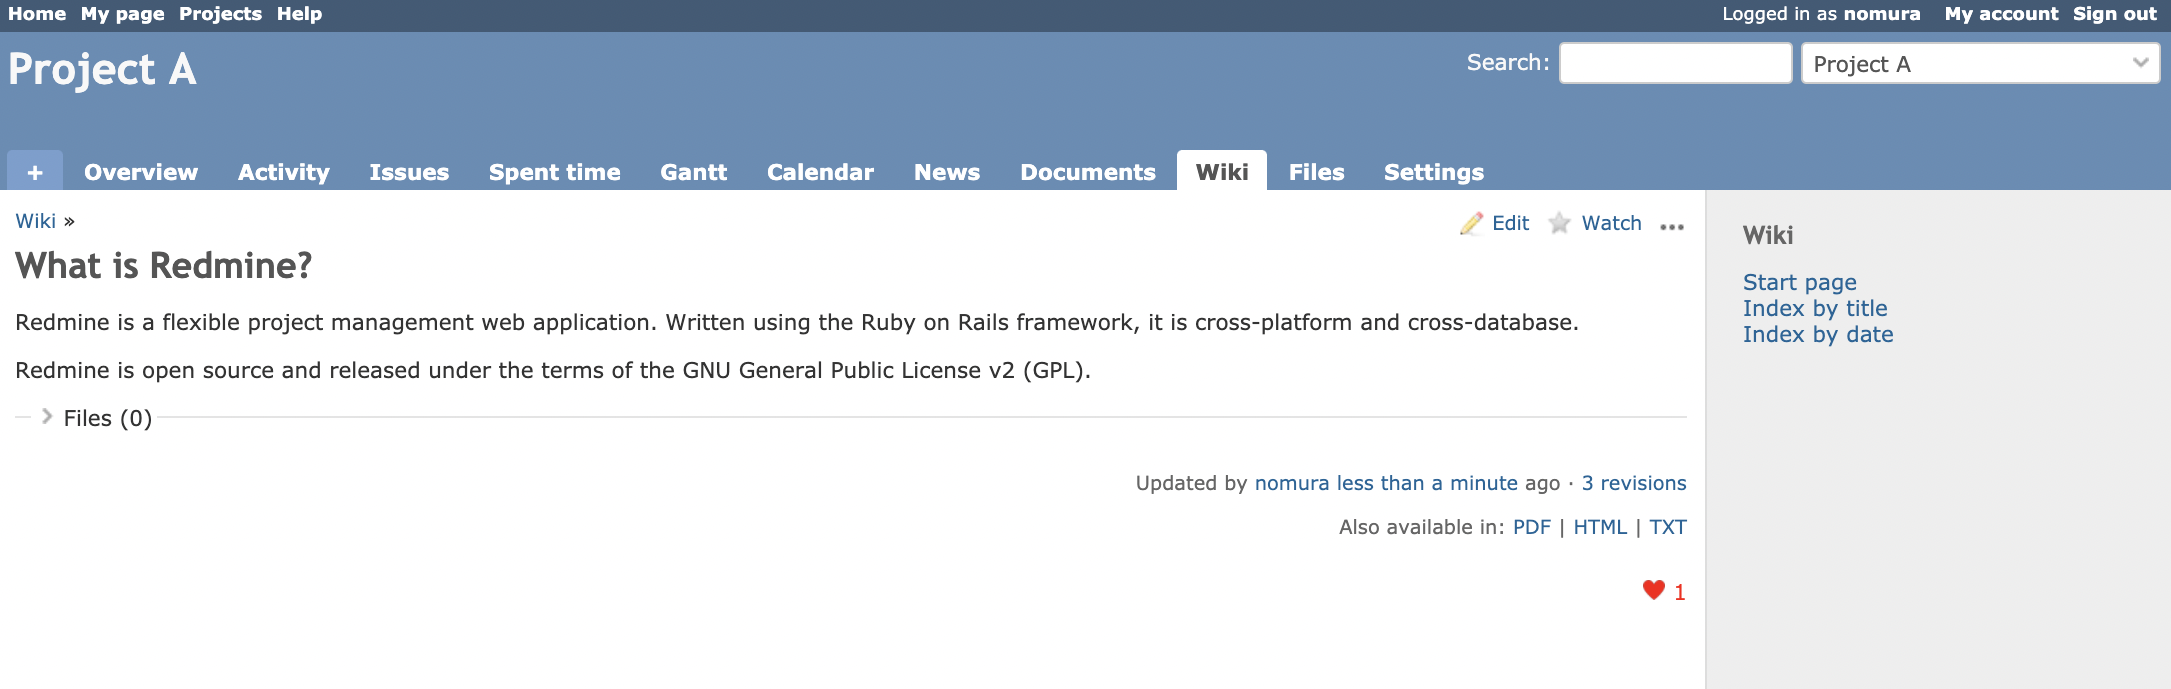 Home My page Projects Help Logged in as nomura My account Sign out
Project A Search: Project A
+ Overview Activity Issues Spent time Gantt Calendar News Documents Wiki Files Settings
Wiki » Edit Watch •••
What is Redmine?
Redmine is a flexible project management web application. Written using the Ruby on Rails framework, it is cross-platform and cross-database.
Redmine is open source and released under the terms of the GNU General Public License v2 (GPL).
Files (0)
Updated by nomura less than a minute ago · 3 revisions
Also available in: PDF | HTML | TXT
1
Wiki
Start page
Index by title
Index by date